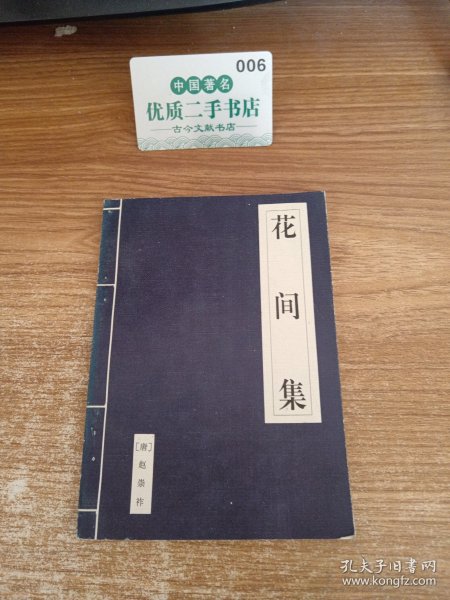 006
中国著名
优质二手书店
古今文献书店
花间集
[唐]赵崇祚
孔夫子旧书网
www.kongfz.com